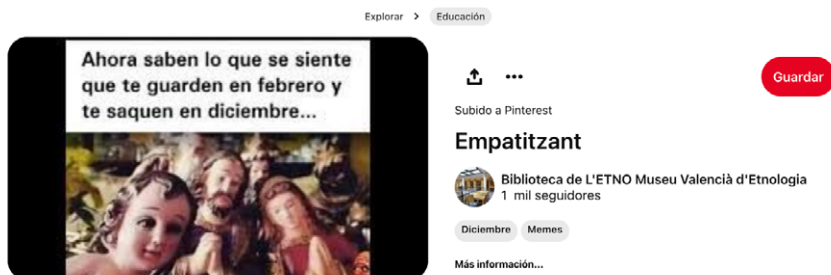 Explorar > Educación
Ahora saben lo que se siente
que te guarden en febrero y
te saquen en diciembre...
Guardar
Subido a Pinterest
Empatitzant
Biblioteca de L'ETNO Museu Valencià d'Etnologia
1 mil seguidores
Diciembre Memes
Más información...